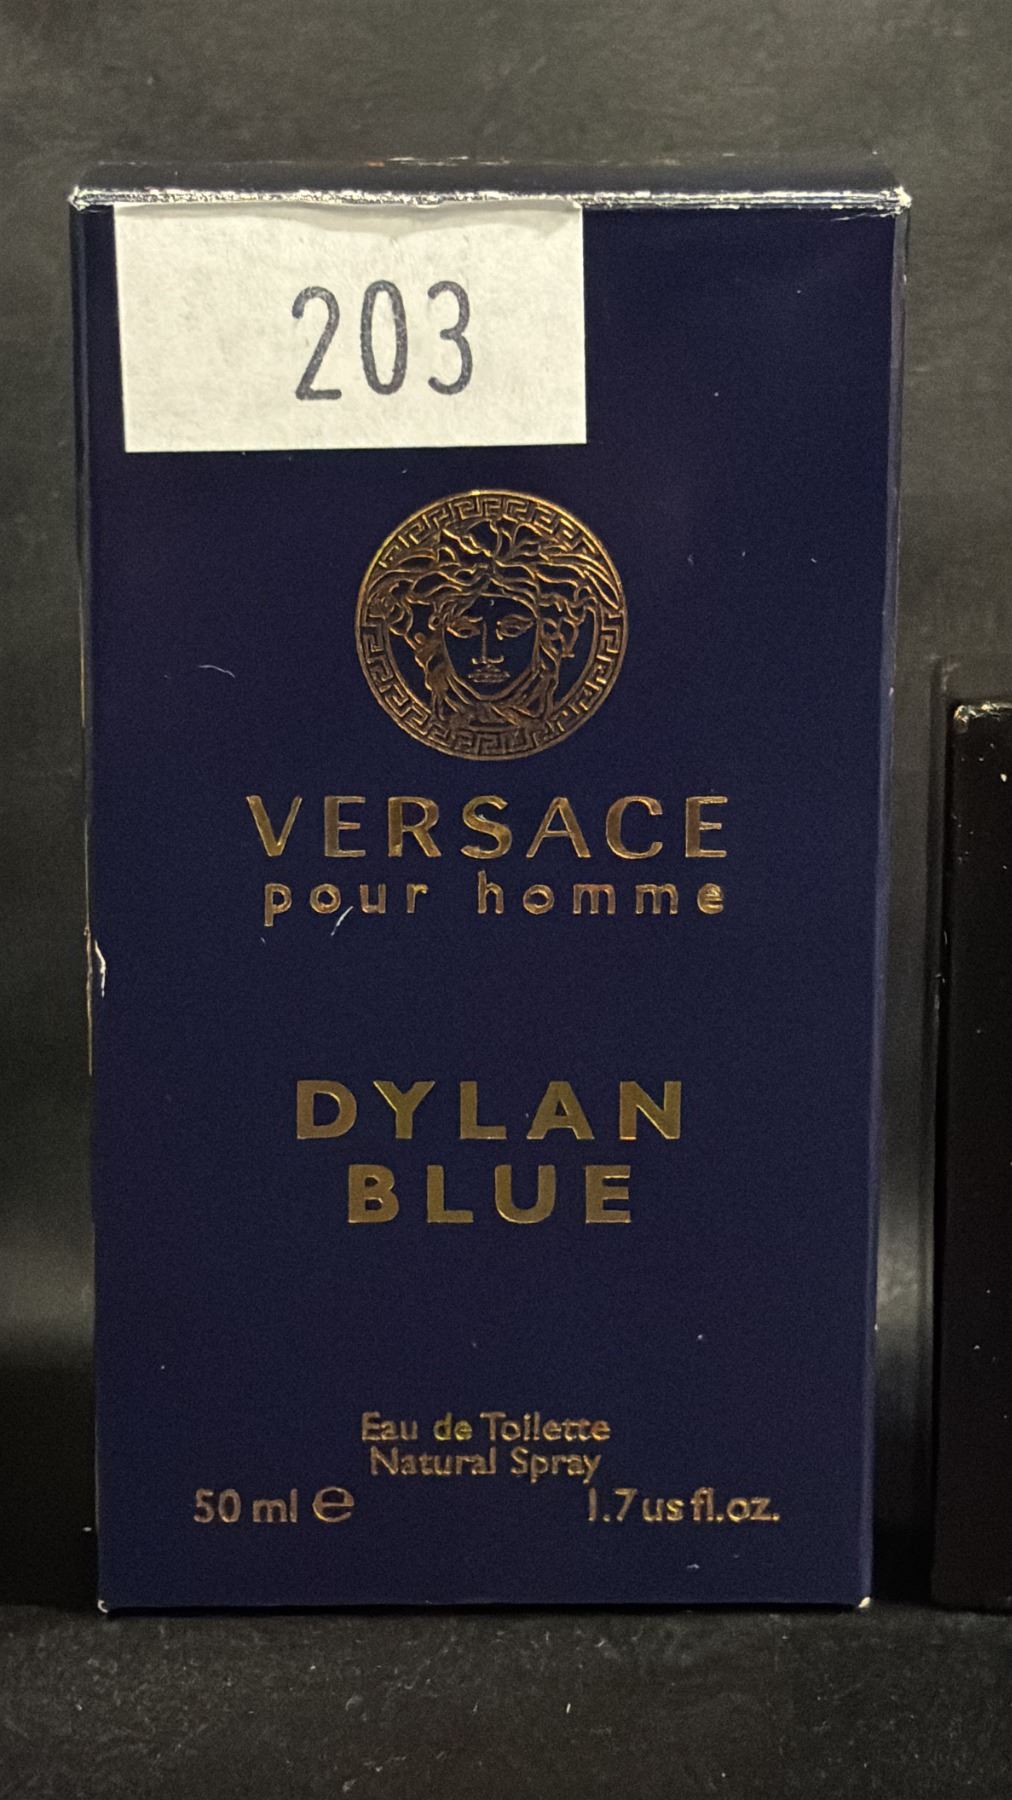 203
VERSACE
pour homme
DYLAN
BLUE
Eau de Toilette
Natural Spray
50 ml ℮ 1.7 us fl.oz.